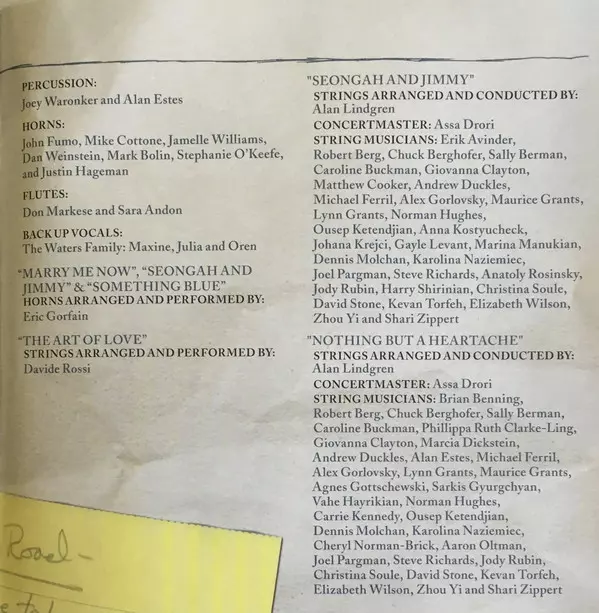 PERCUSSION:
Joey Waronker and Alan Estes
HORNS:
John Fumo, Mike Cottone, Jamelle Williams,
Dan Weinstein, Mark Bolin, Stephanie O'Keefe,
and Justin Hageman
FLUTES:
Don Markese and Sara Andon
BACK UP VOCALS:
The Waters Family: Maxine, Julia and Oren
"MARRY ME NOW", "SEONGAH AND
JIMMY" & "SOMETHING BLUE"
HORNS ARRANGED AND PERFORMED BY:
Eric Gorfain
"THE ART OF LOVE"
STRINGS ARRANGED AND PERFORMED BY:
Davide Rossi
"SEONGAH AND JIMMY"
STRINGS ARRANGED AND CONDUCTED BY:
Alan Lindgren
CONCERTMASTER: Assa Drori
STRING MUSICIANS: Erik Avinder,
Robert Berg, Chuck Berghofer, Sally Berman,
Caroline Buckman, Giovanna Clayton,
Matthew Cooker, Andrew Duckles,
Michael Ferril, Alex Gorlovsky, Maurice Grants,
Lynn Grants, Norman Hughes,
Ousep Ketendjian, Anna Kostyucheck,
Johana Krejci, Gayle Levant, Marina Manukian,
Dennis Molchan, Karolina Naziemiec,
Joel Pargman, Steve Richards, Anatoly Rosinsky,
Jody Rubin, Harry Shirinian, Christina Soule,
David Stone, Kevan Torfeh, Elizabeth Wilson,
Zhou Yi and Shari Zippert
"NOTHING BUT A HEARTACHE"
STRINGS ARRANGED AND CONDUCTED BY:
Alan Lindgren
CONCERTMASTER: Assa Drori
STRING MUSICIANS: Brian Benning,
Robert Berg, Chuck Berghofer, Sally Berman,
Caroline Buckman, Phillippa Ruth Clarke-Ling,
Giovanna Clayton, Marcia Dickstein,
Andrew Duckles, Alan Estes, Michael Ferril,
Alex Gorlovsky, Lynn Grants, Maurice Grants,
Agnes Gottschewski, Sarkis Gyurgchyan,
Vahe Hayrikian, Norman Hughes,
Carrie Kennedy, Ousep Ketendjian,
Dennis Molchan, Karolina Naziemiec,
Cheryl Norman-Brick, Aaron Oltman,
Joel Pargman, Steve Richards, Jody Rubin,
Christina Soule, David Stone, Kevan Torfeh,
Elizabeth Wilson, Zhou Yi and Shari Zippert